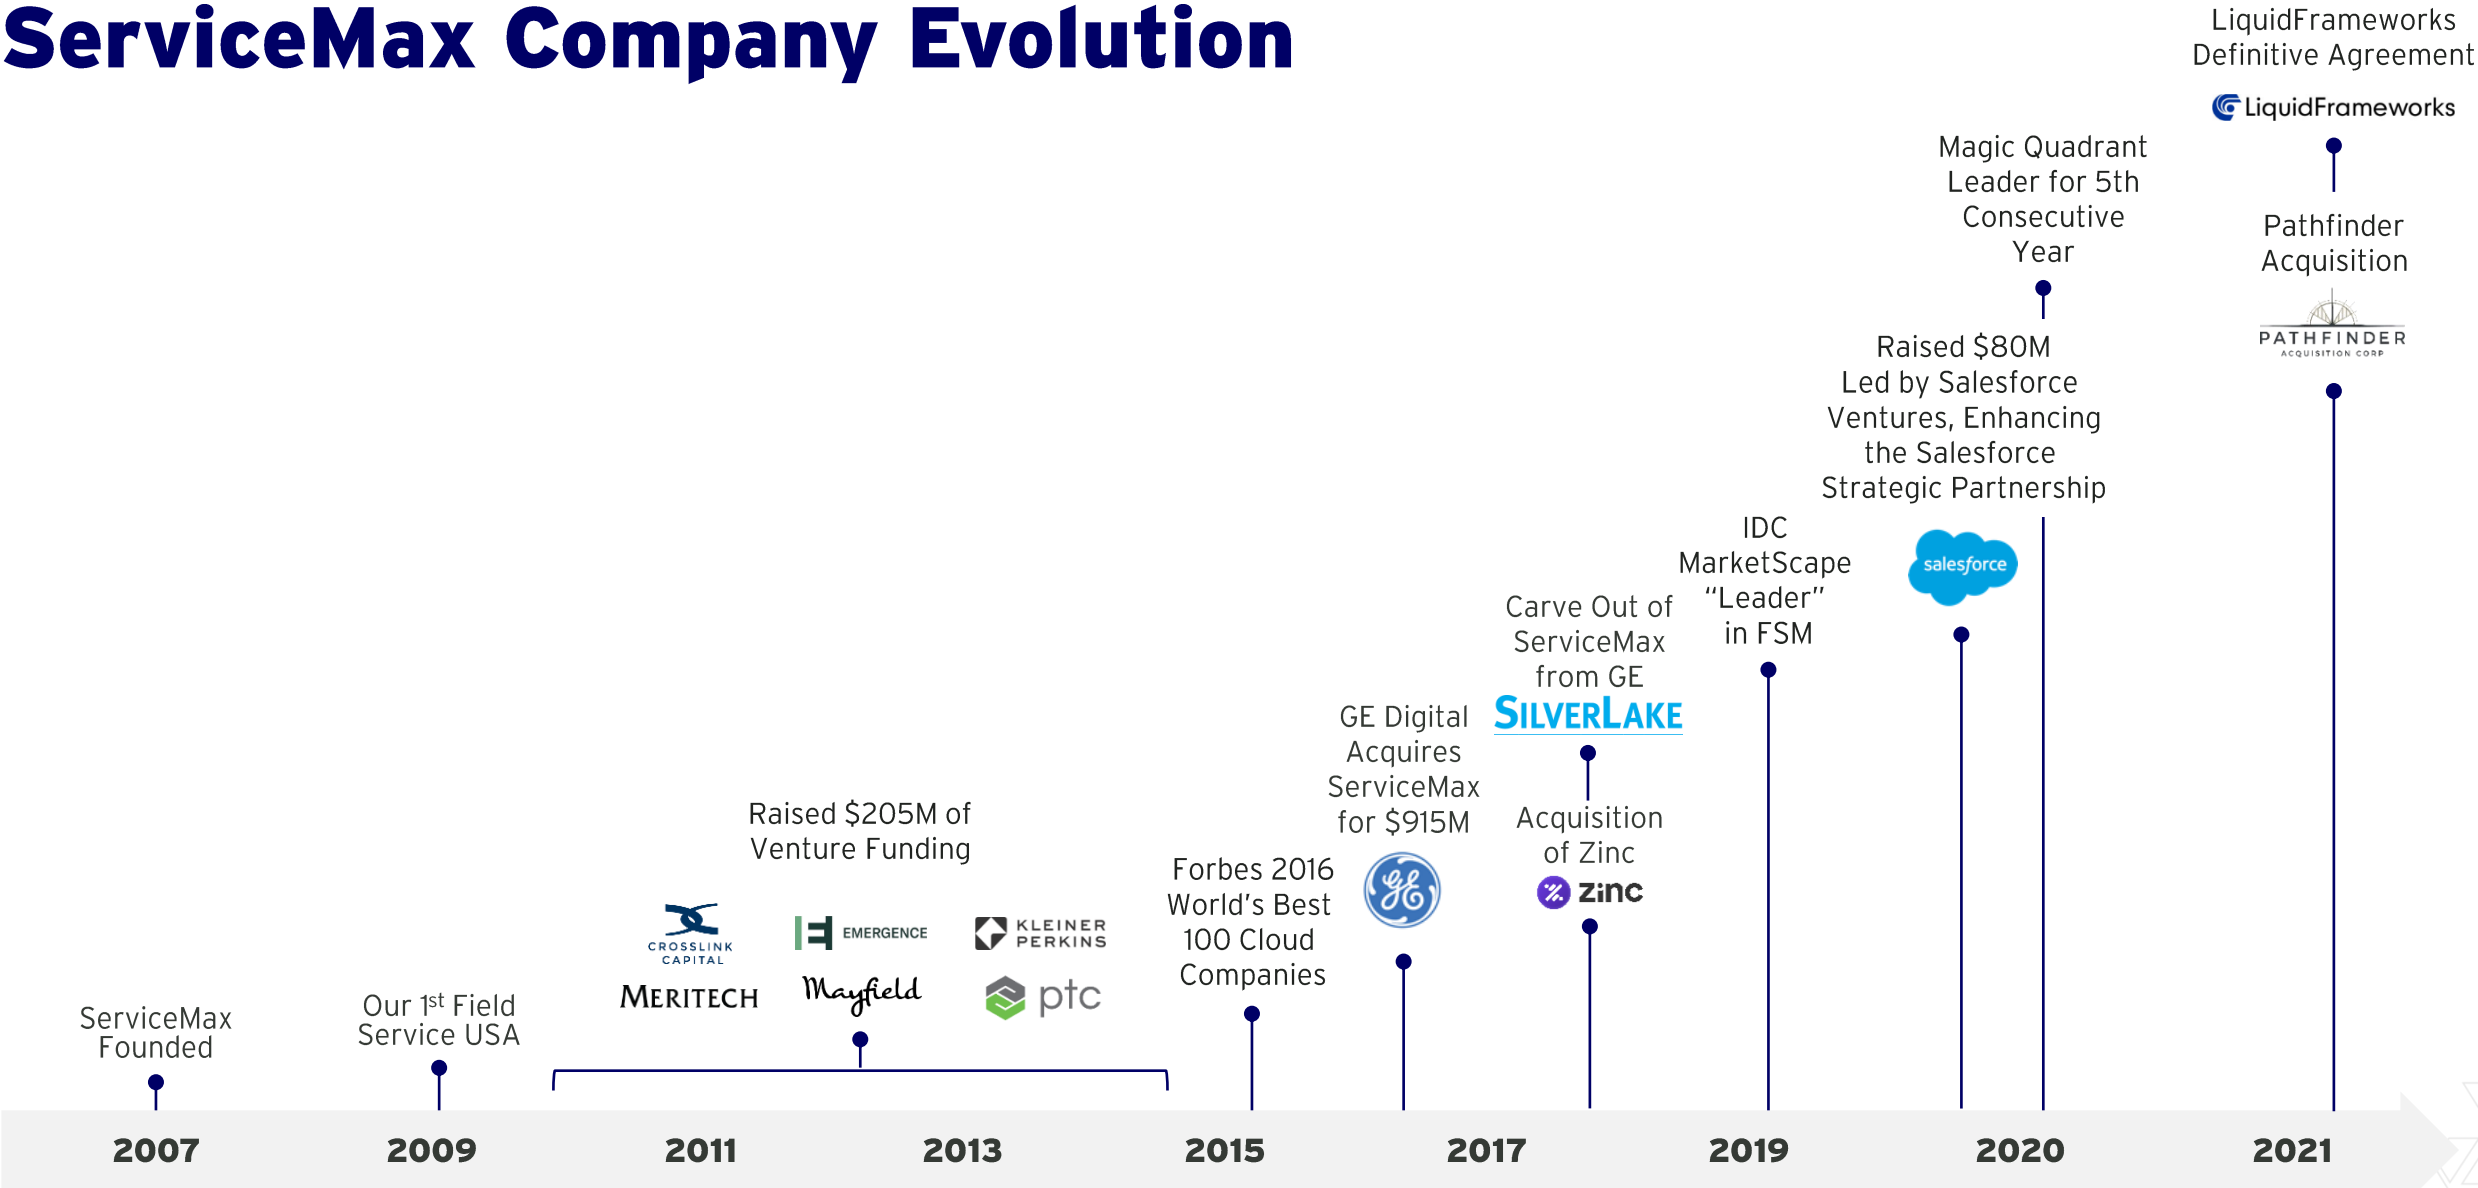 ServiceMax Company Evolution
ServiceMax
Founded
Our 1st Field
Service USA
Raised $205M of
Venture Funding
CROSSLINK
CAPITAL
EMERGENCE
KLEINER
PERKINS
MERITECH
Mayfield
ptc
Forbes 2016
World's Best
100 Cloud
Companies
GE Digital
Acquires
ServiceMax
for $915M
GE
Carve Out of
ServiceMax
from GE
SILVERLAKE
Acquisition
of Zinc
zinc
IDC
MarketScape
“Leader”
in FSM
Raised $80M
Led by Salesforce
Ventures, Enhancing
the Salesforce
Strategic Partnership
salesforce
Magic Quadrant
Leader for 5th
Consecutive
Year
LiquidFrameworks
Definitive Agreement
LiquidFrameworks
Pathfinder
Acquisition
PATHFINDER
ACQUISITION CORP
2007
2009
2011
2013
2015
2017
2019
2020
2021